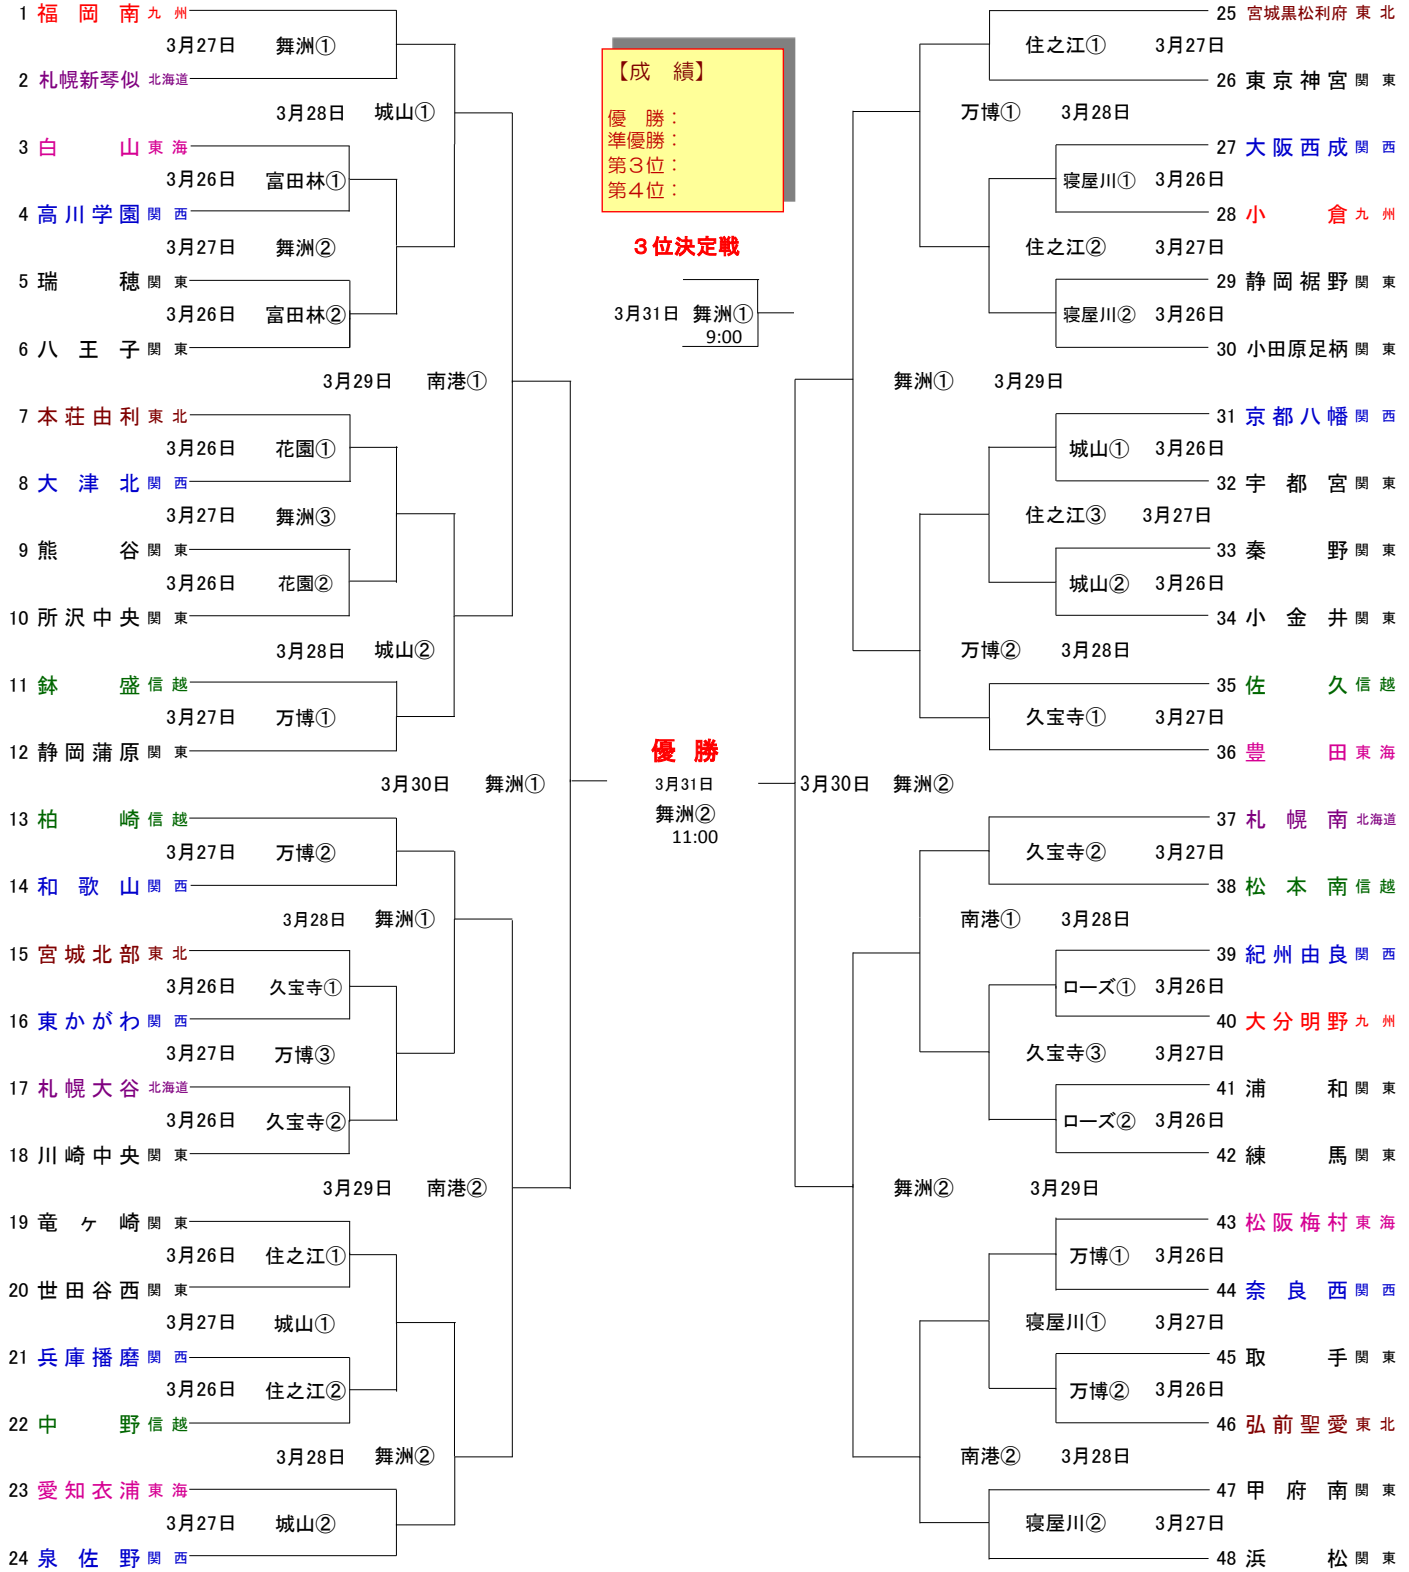 1 福岡南 九州
3月27日 舞洲①
2 札幌新琴似 北海道
3月28日 城山①
3 白山 東海
3月26日 富田林①
4 高川学園 関西
3月27日 舞洲②
5 瑞穂 関東
3月26日 富田林②
6 八王子 関東
3月29日 南港①
7 本荘由利 東北
3月26日 花園①
8 大津北 関西
3月27日 舞洲③
9 熊谷 関東
3月26日 花園②
10 所沢中央 関東
3月28日 城山②
11 鉢盛 信越
3月27日 万博①
12 静岡蒲原 関東
3月30日 舞洲①
13 柏崎 信越
3月27日 万博②
14 和歌山 関西
3月28日 舞洲①
15 宮城北部 東北
3月26日 久宝寺①
16 東かがわ 関西
3月27日 万博③
17 札幌大谷 北海道
3月26日 久宝寺②
18 川崎中央 関東
3月29日 南港②
19 竜ヶ崎 関東
3月26日 住之江①
20 世田谷西 関東
3月27日 城山①
21 兵庫播磨 関西
3月26日 住之江②
22 中野 信越
3月28日 舞洲②
23 愛知衣浦 東海
3月27日 城山②
24 泉佐野 関西
【成 績】
優 勝：
準優勝：
第3位：
第4位：
3位決定戦
3月31日 舞洲①
9:00
優 勝
3月31日
舞洲②
11:00
25 宮城黒松利府 東北
住之江① 3月27日
26 東京神宮 関東
万博① 3月28日
27 大阪西成 関西
寝屋川① 3月26日
28 小倉 九州
住之江② 3月27日
29 静岡裾野 関東
寝屋川② 3月26日
30 小田原足柄 関東
舞洲① 3月29日
31 京都八幡 関西
城山① 3月26日
32 宇都宮 関東
住之江③ 3月27日
33 秦野 関東
城山② 3月26日
34 小金井 関東
万博② 3月28日
35 佐久 信越
久宝寺① 3月27日
36 豊田 東海
3月30日 舞洲②
37 札幌南 北海道
久宝寺② 3月27日
38 松本南 信越
南港① 3月28日
39 紀州由良 関西
ローズ① 3月26日
40 大分明野 九州
久宝寺③ 3月27日
41 浦和 関東
ローズ② 3月26日
42 練馬 関東
舞洲② 3月29日
43 松阪梅村 東海
万博① 3月26日
44 奈良西 関西
寝屋川① 3月27日
45 取手 関東
万博② 3月26日
46 弘前聖愛 東北
南港② 3月28日
47 甲府南 関東
寝屋川② 3月27日
48 浜松 関東